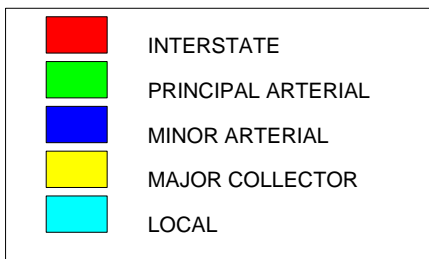 INTERSTATE
PRINCIPAL ARTERIAL
MINOR ARTERIAL
MAJOR COLLECTOR
LOCAL